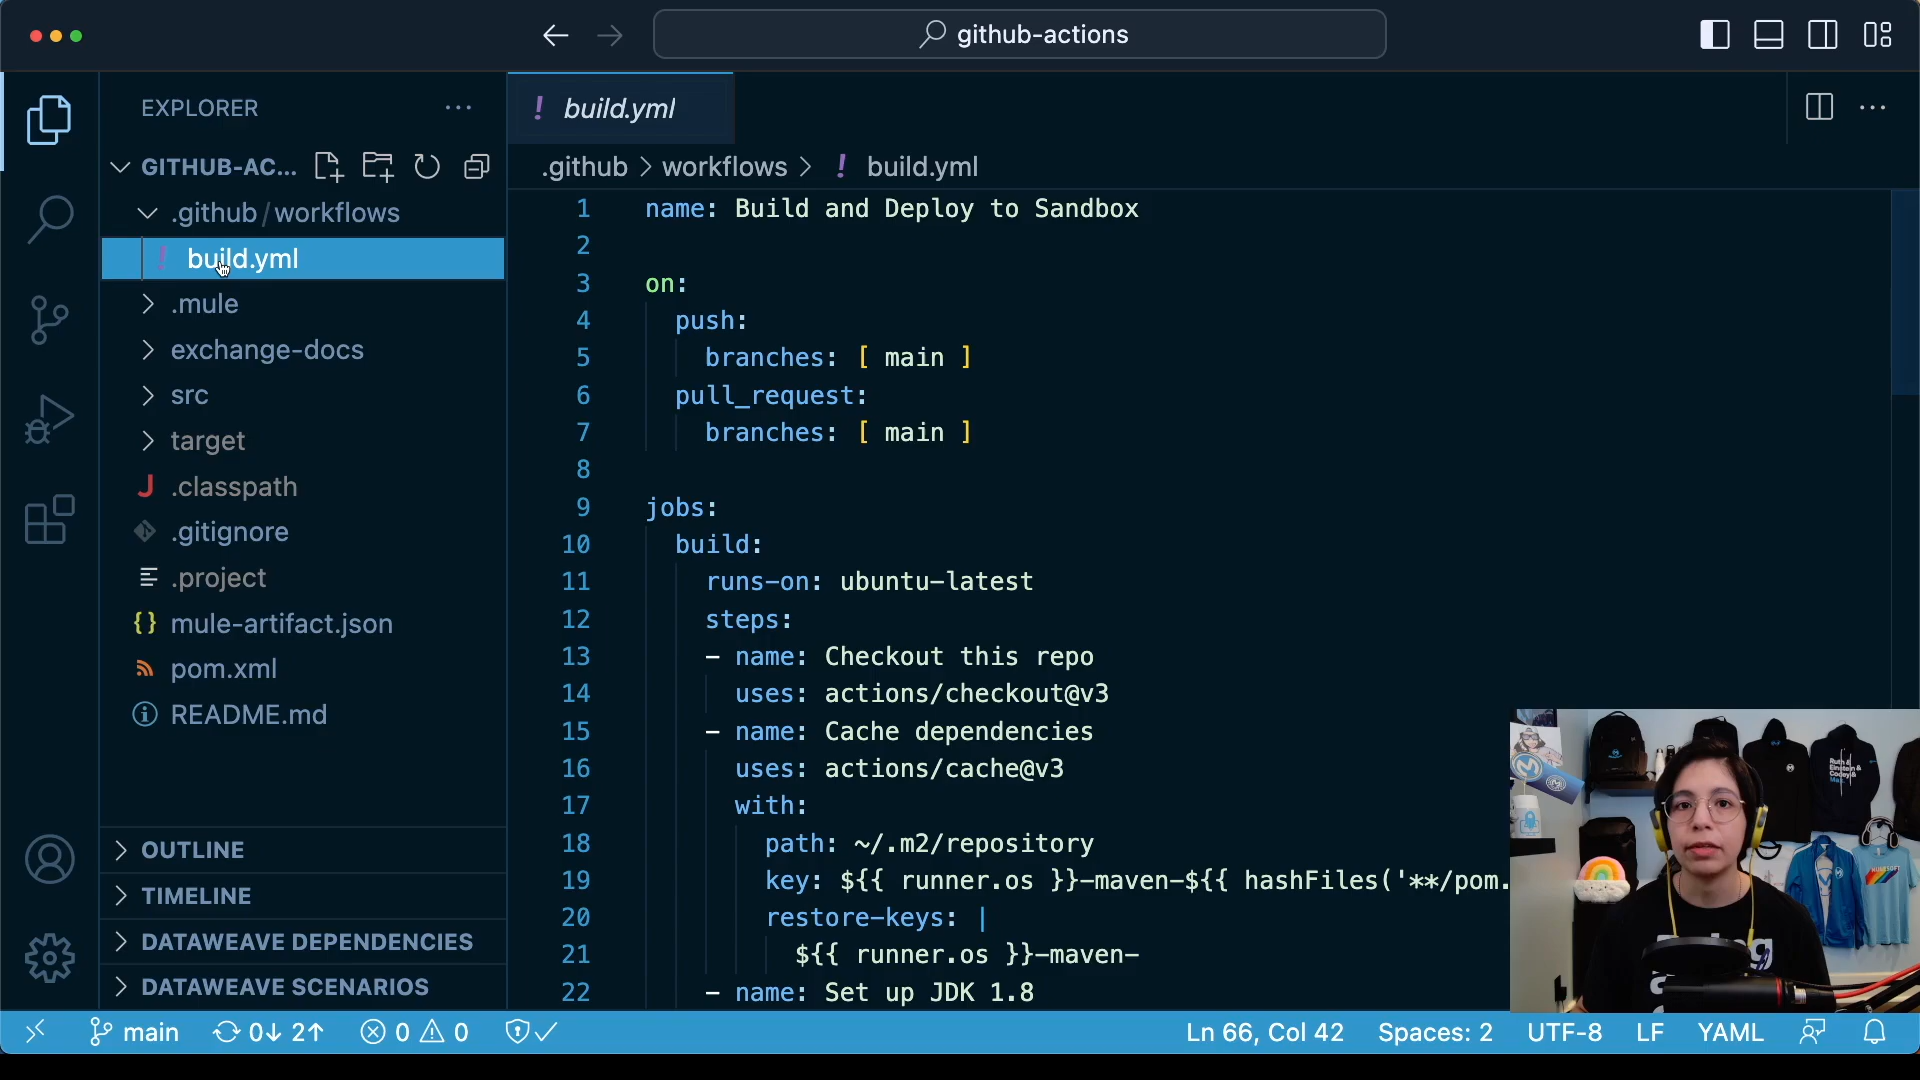 github-actions
EXPLORER
build.yml
GITHUB-AC...
.github > workflows > ! build.yml
.github / workflows
build.yml
.mule
exchange-docs
src
target
.classpath
.gitignore
.project
mule-artifact.json
pom.xml
README.md
OUTLINE
TIMELINE
DATAWEAVE DEPENDENCIES
DATAWEAVE SCENARIOS
1 name: Build and Deploy to Sandbox
2
3 on:
4 push:
5 branches: [ main ]
6 pull_request:
7 branches: [ main ]
8
9 jobs:
10 build:
11 runs-on: ubuntu-latest
12 steps:
13 - name: Checkout this repo
14 uses: actions/checkout@v3
15 - name: Cache dependencies
16 uses: actions/cache@v3
17 with:
18 path: ~/.m2/repository
19 key: ${{ runner.os }}-maven-${{ hashFiles('**/pom.
20 restore-keys: |
21 ${{ runner.os }}-maven-
22 - name: Set up JDK 1.8
main 0↓ 2↑ 0 0
Ln 66, Col 42 Spaces: 2 UTF-8 LF YAML